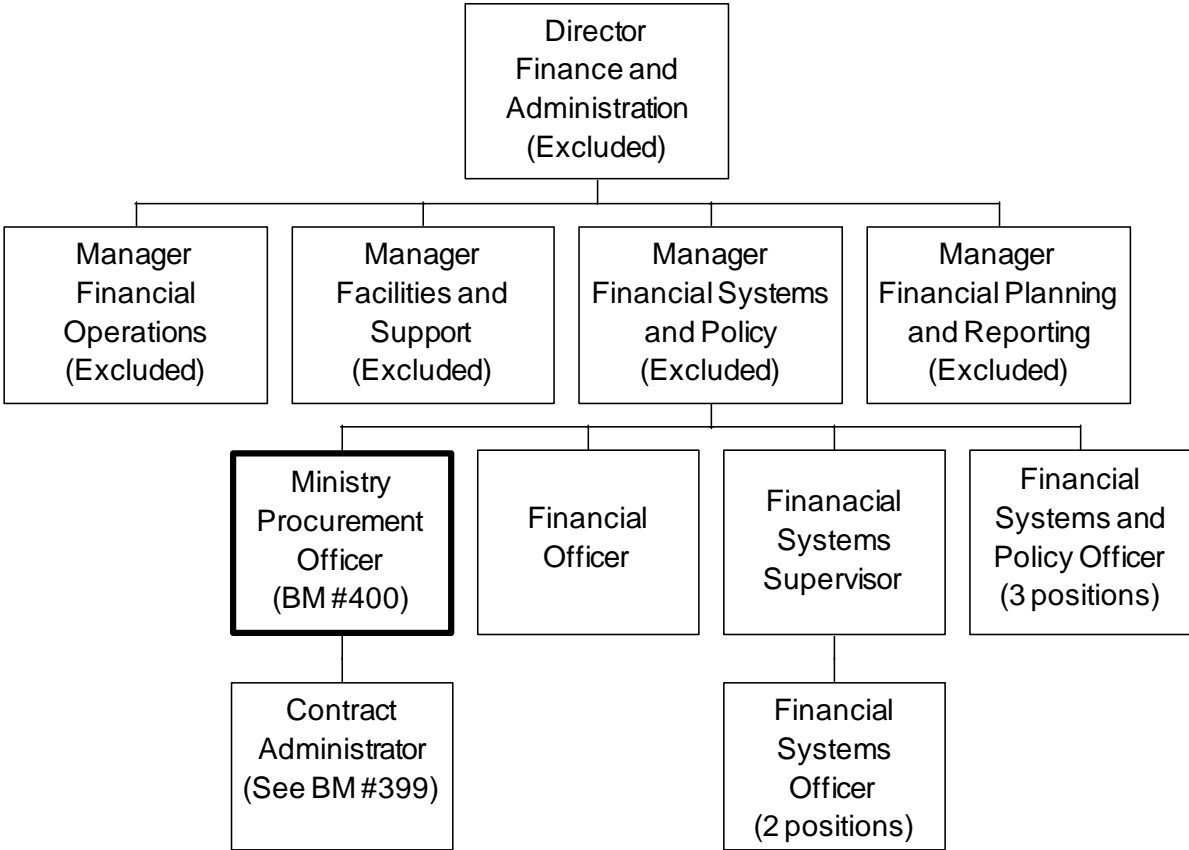 Director
Finance and
Administration
(Excluded)
Manager
Financial
Operations
(Excluded)
Manager
Facilities and
Support
(Excluded)
Manager
Financial Systems
and Policy
(Excluded)
Manager
Financial Planning
and Reporting
(Excluded)
Ministry
Procurement
Officer
(BM #400)
Financial
Officer
Finanacial
Systems
Supervisor
Financial
Systems and
Policy Officer
(3 positions)
Contract
Administrator
(See BM #399)
Financial
Systems
Officer
(2 positions)